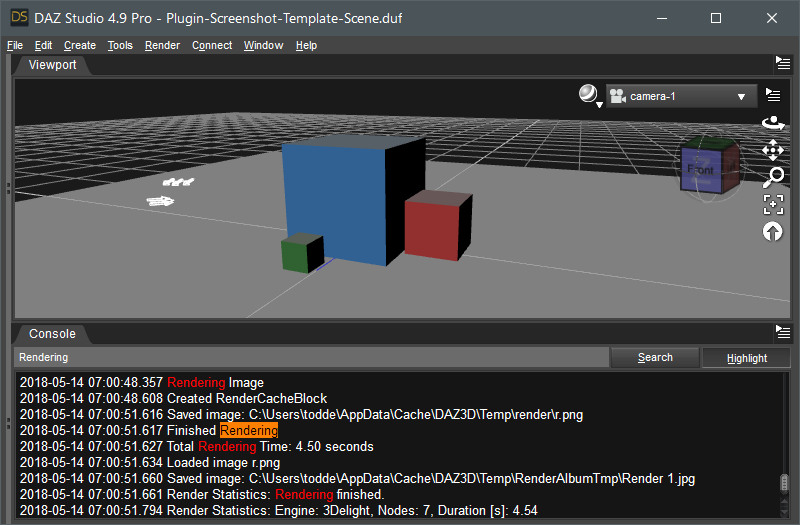 DS DAZ Studio 4.9 Pro - Plugin-Screenshot-Template-Scene.duf
File Edit Create Tools Render Connect Window Help
Viewport
camera-1
Front
Console
Rendering Search Highlight
2018-05-14 07:00:48.357 Rendering Image
2018-05-14 07:00:48.608 Created RenderCacheBlock
2018-05-14 07:00:51.616 Saved image: C:\Users\todde\AppData\Cache\DAZ3D\Temp\render\r.png
2018-05-14 07:00:51.617 Finished Rendering
2018-05-14 07:00:51.627 Total Rendering Time: 4.50 seconds
2018-05-14 07:00:51.634 Loaded image r.png
2018-05-14 07:00:51.660 Saved image: C:\Users\todde\AppData\Cache\DAZ3D\Temp\RenderAlbumTmp\Render 1.jpg
2018-05-14 07:00:51.661 Render Statistics: Rendering finished.
2018-05-14 07:00:51.794 Render Statistics: Engine: 3Delight, Nodes: 7, Duration [s]: 4.54